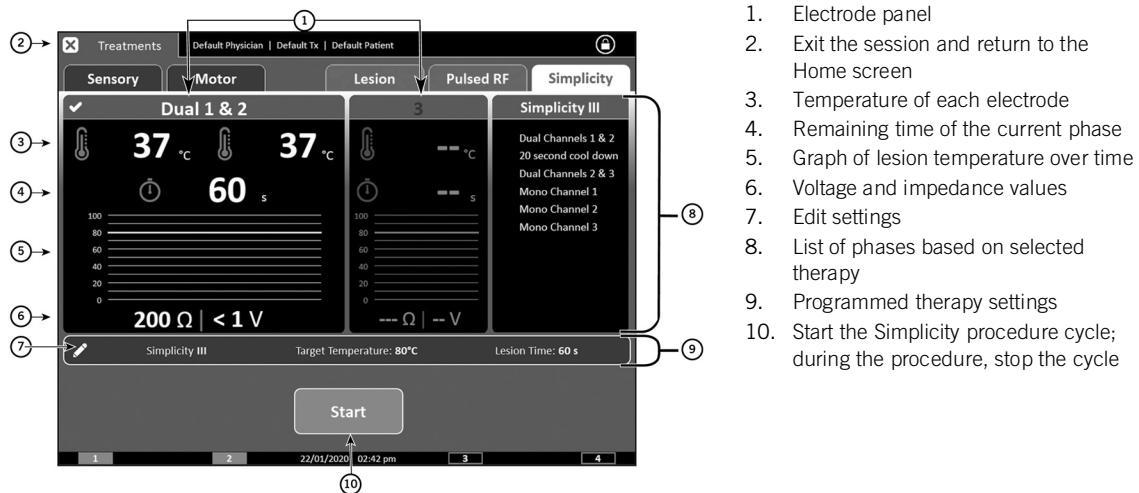 1
2
Treatments
Default Physician | Default Tx | Default Patient
Sensory
Motor
Lesion
Pulsed RF
Simplicity
Dual 1 & 2
3
Simplicity III
3
37 °C
37 °C
-- °C
Dual Channels 1 & 2
20 second cool down
Dual Channels 2 & 3
Mono Channel 1
Mono Channel 2
Mono Channel 3
4
60 s
-- s
8
5
100
80
60
40
20
0
100
80
60
40
20
0
6
200 Ω | < 1 V
--- Ω | -- V
7
Simplicity III
Target Temperature: 80°C
Lesion Time: 60 s
9
Start
1
2
22/01/2020 02:42 pm
3
4
10
1. Electrode panel
2. Exit the session and return to the
Home screen
3. Temperature of each electrode
4. Remaining time of the current phase
5. Graph of lesion temperature over time
6. Voltage and impedance values
7. Edit settings
8. List of phases based on selected
therapy
9. Programmed therapy settings
10. Start the Simplicity procedure cycle;
during the procedure, stop the cycle